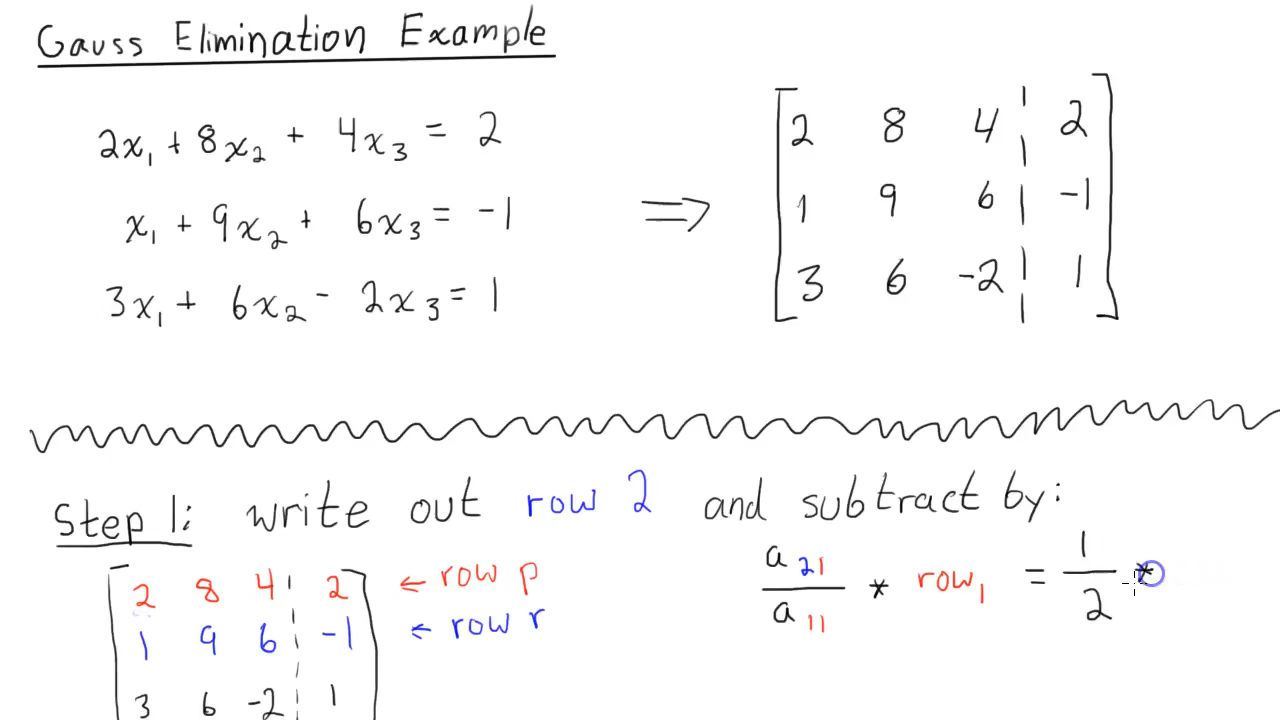 Gauss Elimination Example
2x₁ + 8x₂ + 4x₃ = 2
x₁ + 9x₂ + 6x₃ = -1
3x₁ + 6x₂ - 2x₃ = 1
⟹
2 8 4 | 2
1 9 6 | -1
3 6 -2 | 1
Step 1: write out row 2 and subtract by:
2 8 4 | 2 ← row p
1 9 6 | -1 ← row r
3 6 -2 | 1
a₂₁ / a₁₁ * row₁ = 1/2 *